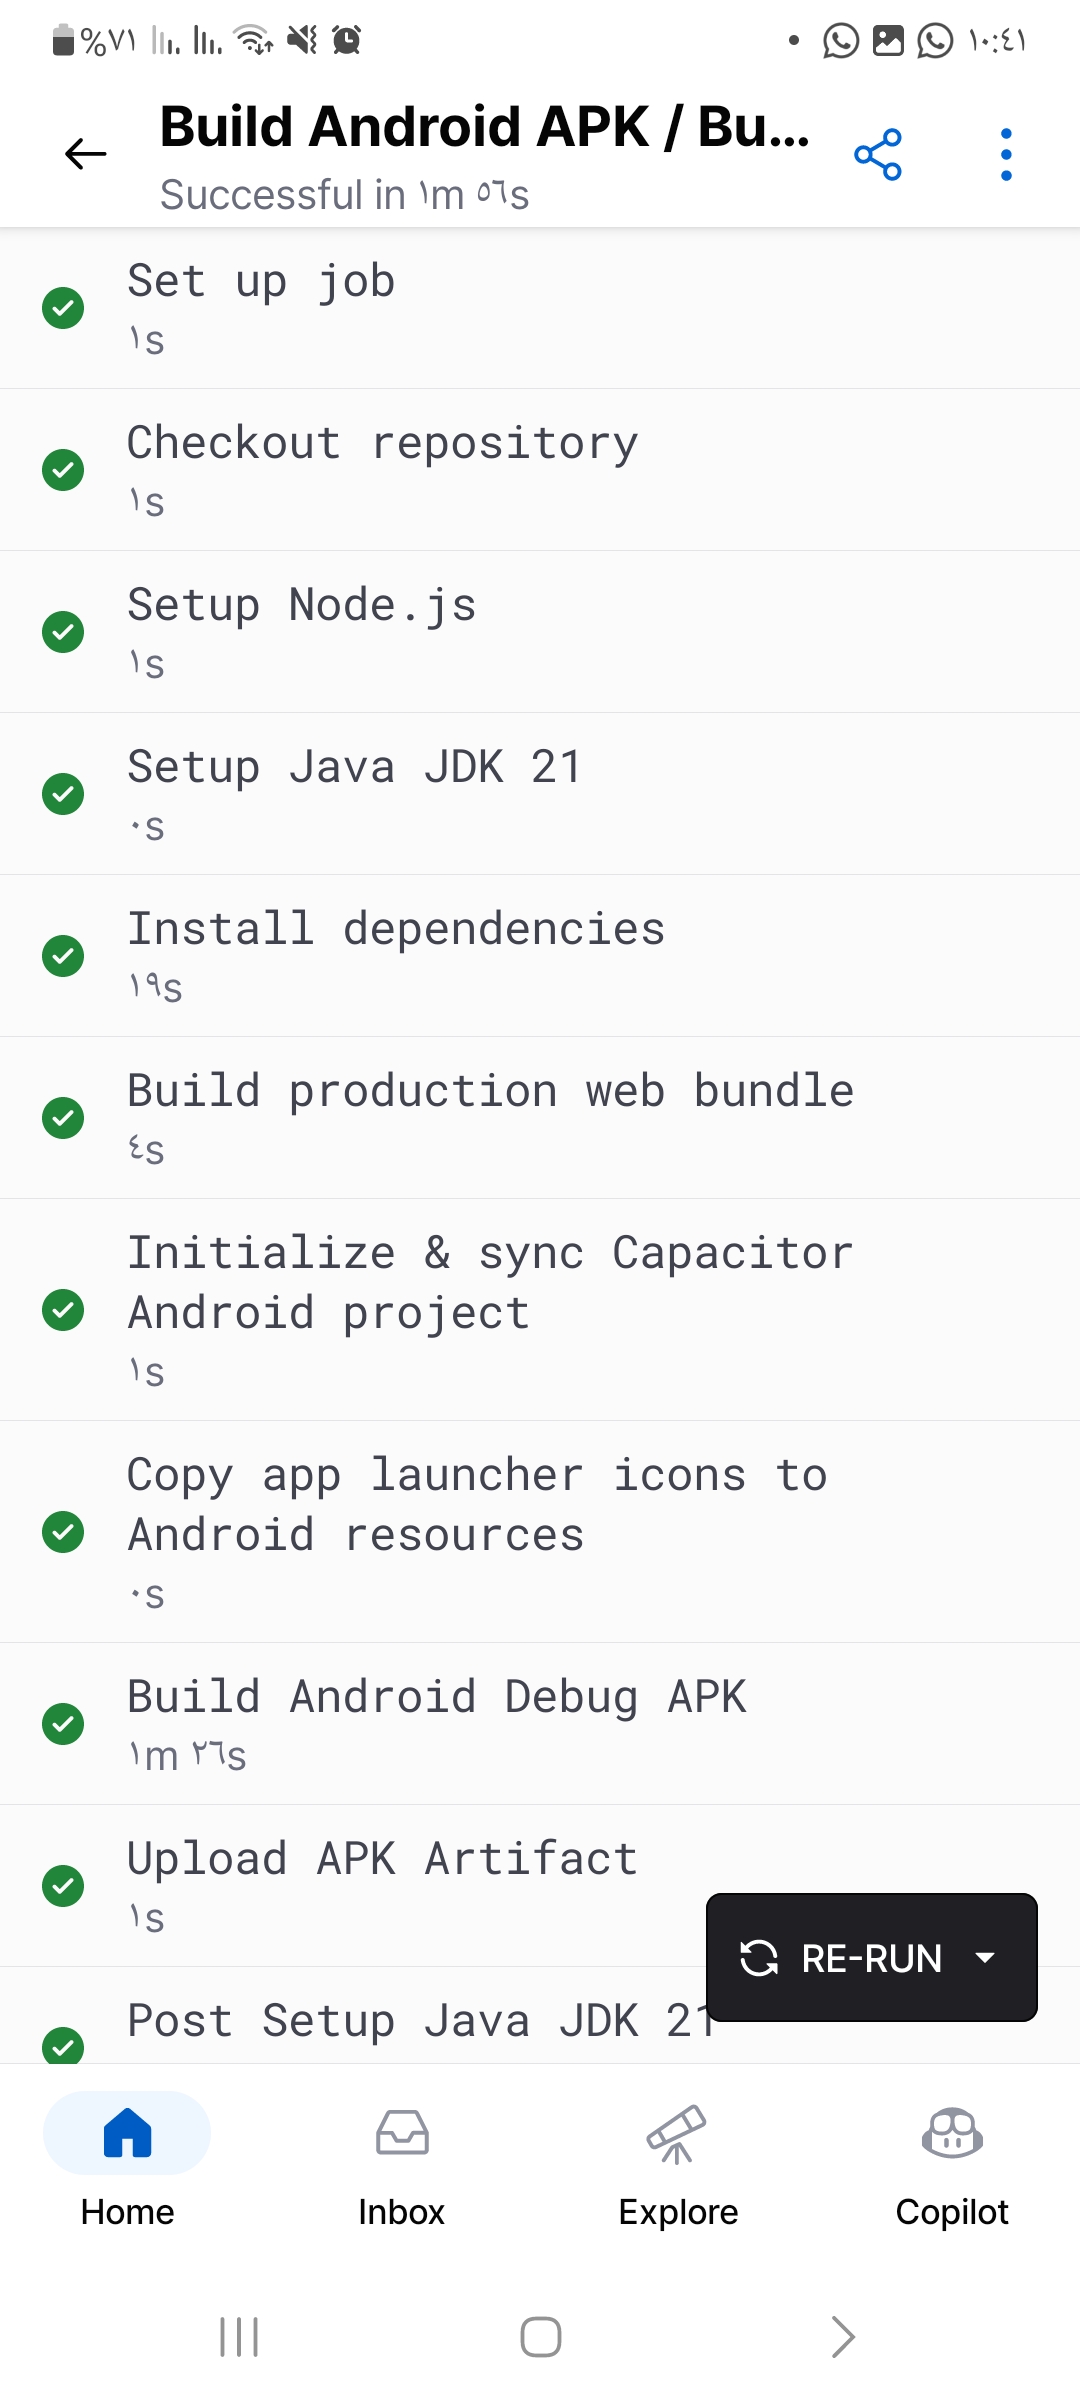 %٧١
١٠:٤١
Build Android APK / Bu...
Successful in ١m ٥٦s
Set up job
١s
Checkout repository
١s
Setup Node.js
١s
Setup Java JDK 21
٠s
Install dependencies
١٩s
Build production web bundle
٤s
Initialize & sync Capacitor
Android project
١s
Copy app launcher icons to
Android resources
٠s
Build Android Debug APK
١m ٢٦s
Upload APK Artifact
١s
RE-RUN
Post Setup Java JDK 21
Home
Inbox
Explore
Copilot